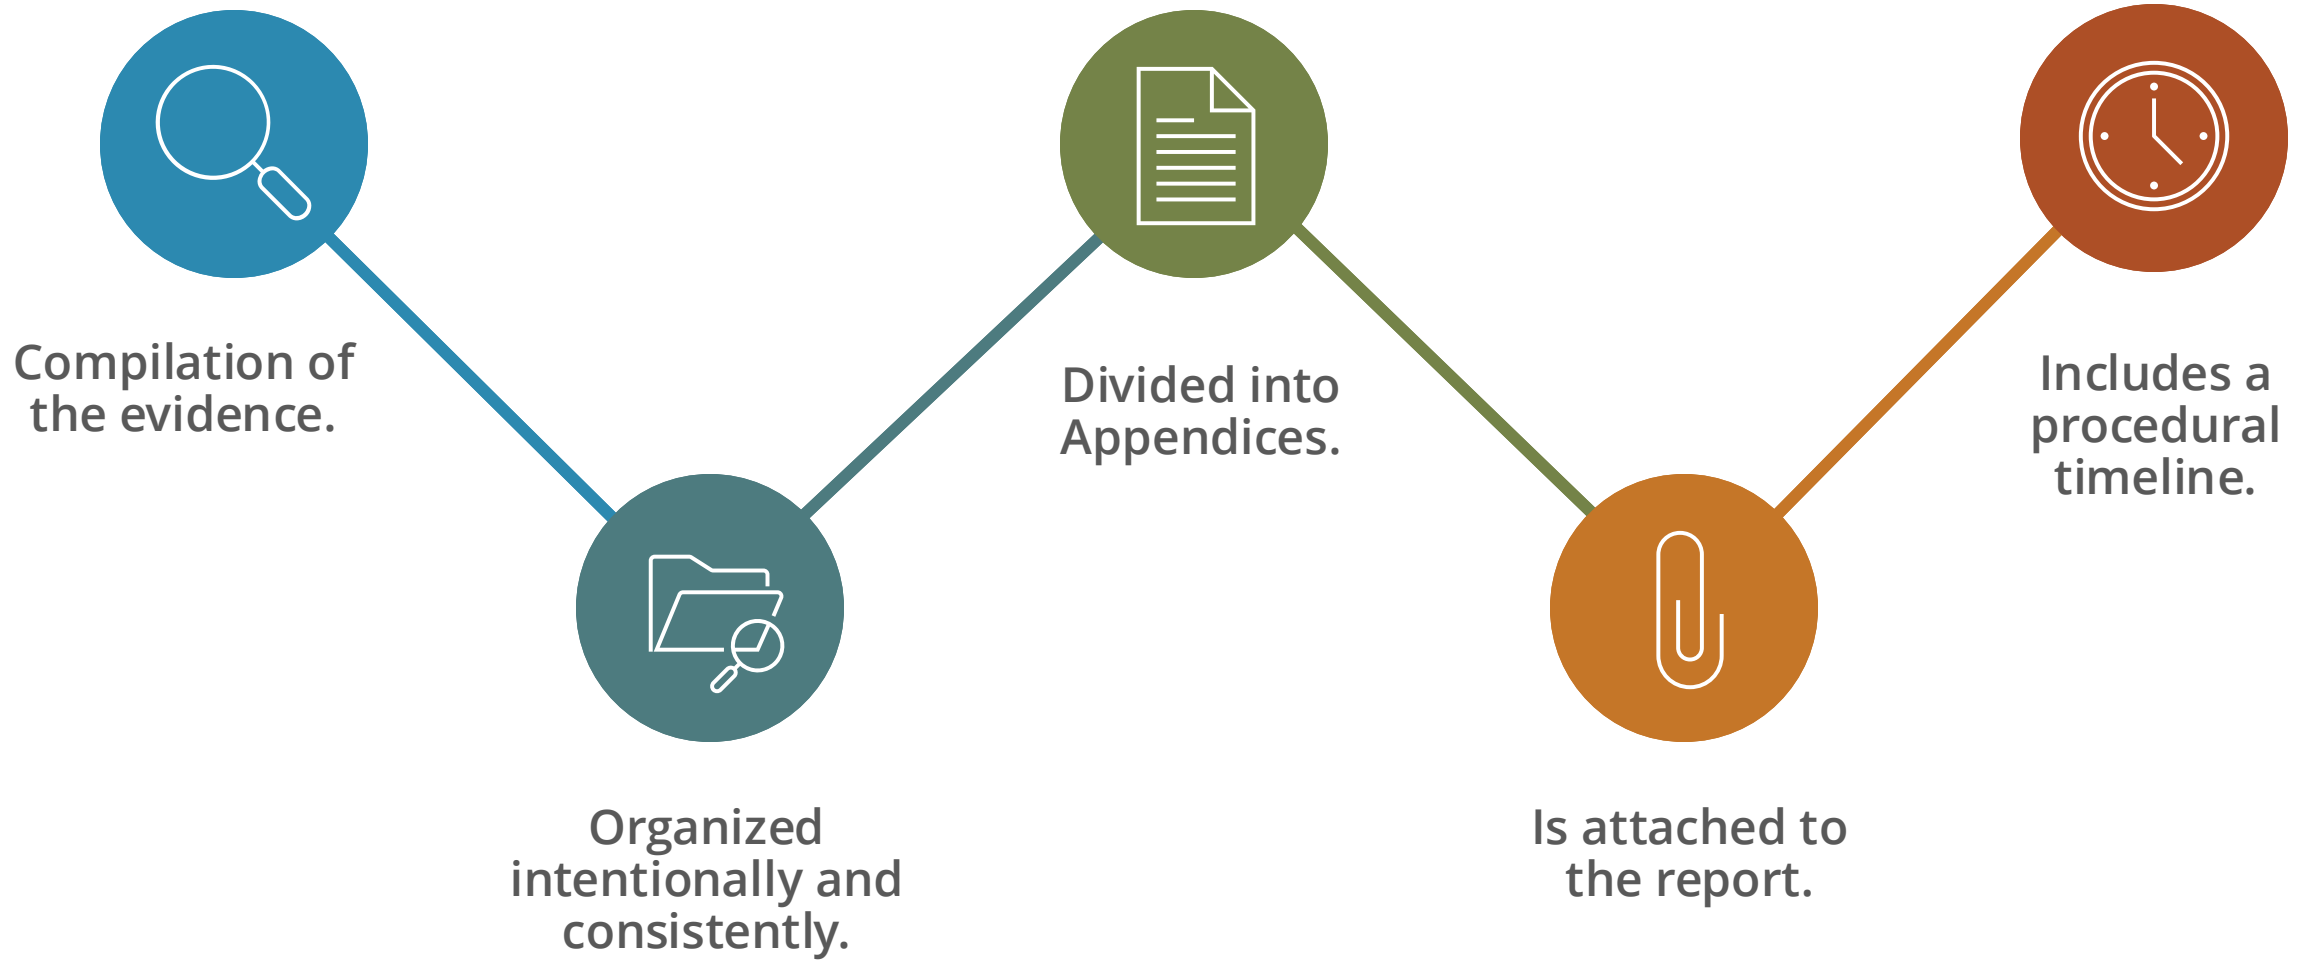 Compilation of
the evidence.
Organized
intentionally and
consistently.
Divided into
Appendices.
Is attached to
the report.
Includes a
procedural
timeline.